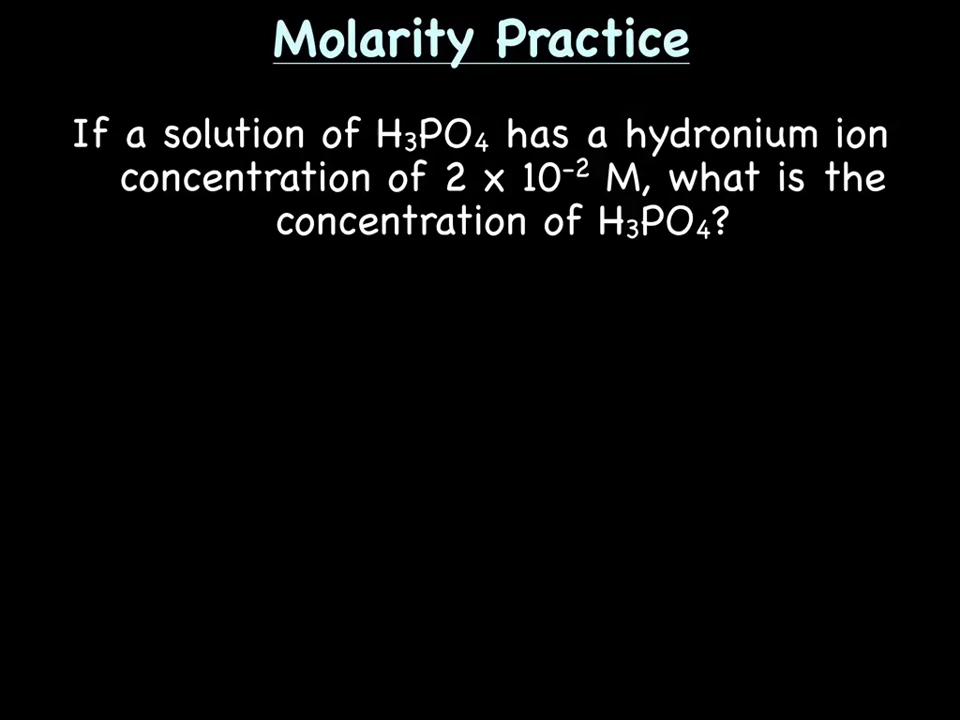 Molarity Practice
If a solution of H₃PO₄ has a hydronium ion
concentration of 2 x 10⁻² M, what is the
concentration of H₃PO₄?